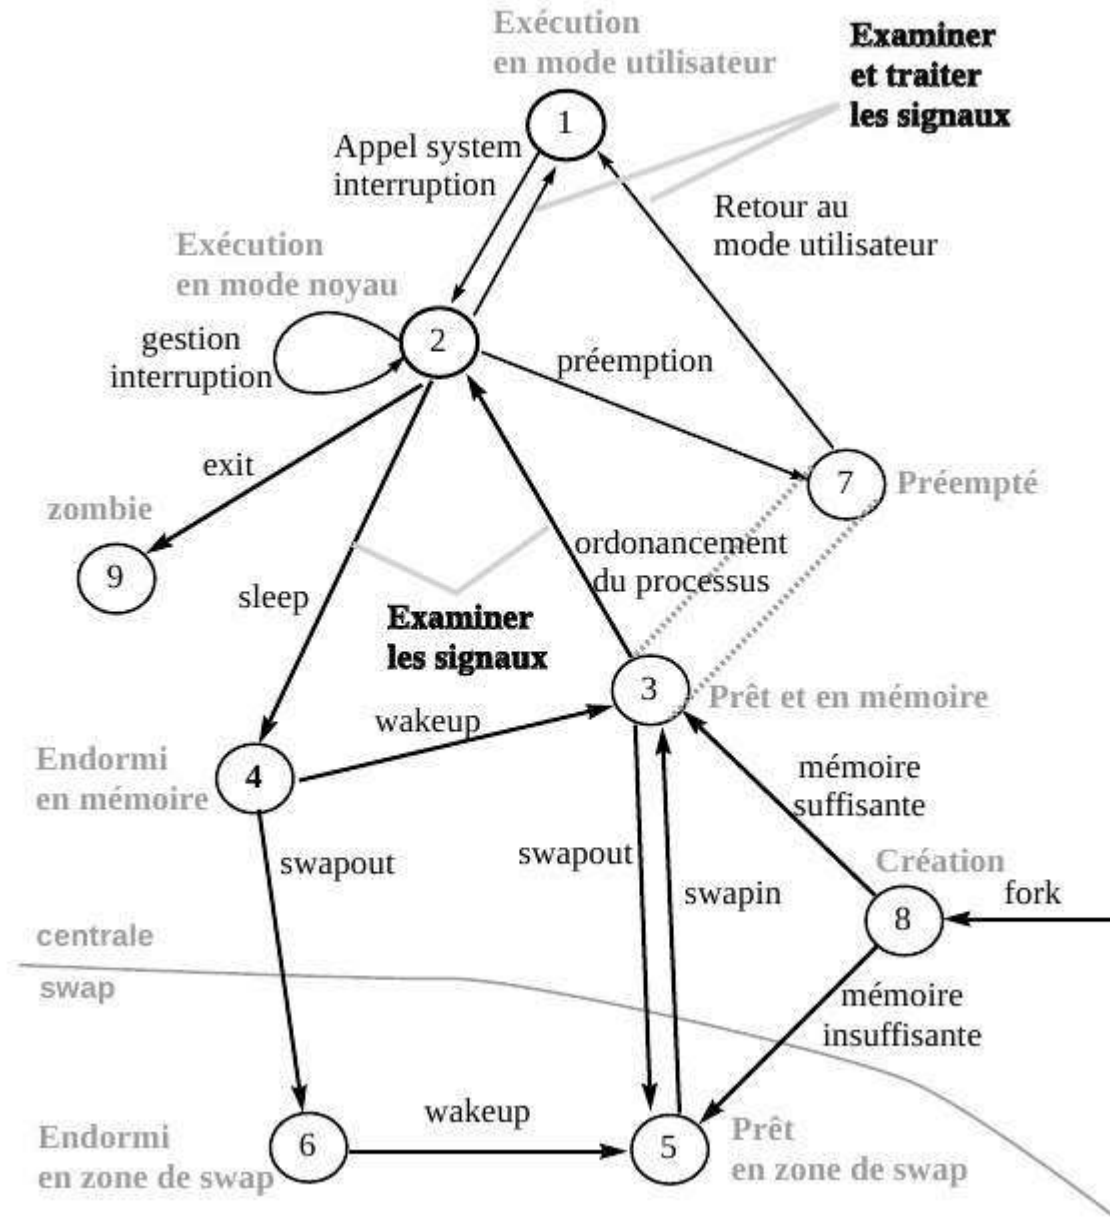 Exécution
en mode utilisateur
Examiner
et traiter
les signaux
1
Appel system
interruption
Retour au
mode utilisateur
Exécution
en mode noyau
gestion
interruption
2
préemption
exit
7
Préempté
zombie
9
ordonancement
du processus
sleep
Examiner
les signaux
3
Prêt et en mémoire
wakeup
Endormi
en mémoire
4
mémoire
suffisante
swapout
swapout
swapin
Création
8
fork
centrale
swap
mémoire
insuffisante
wakeup
Endormi
en zone de swap
6
5
Prêt
en zone de swap